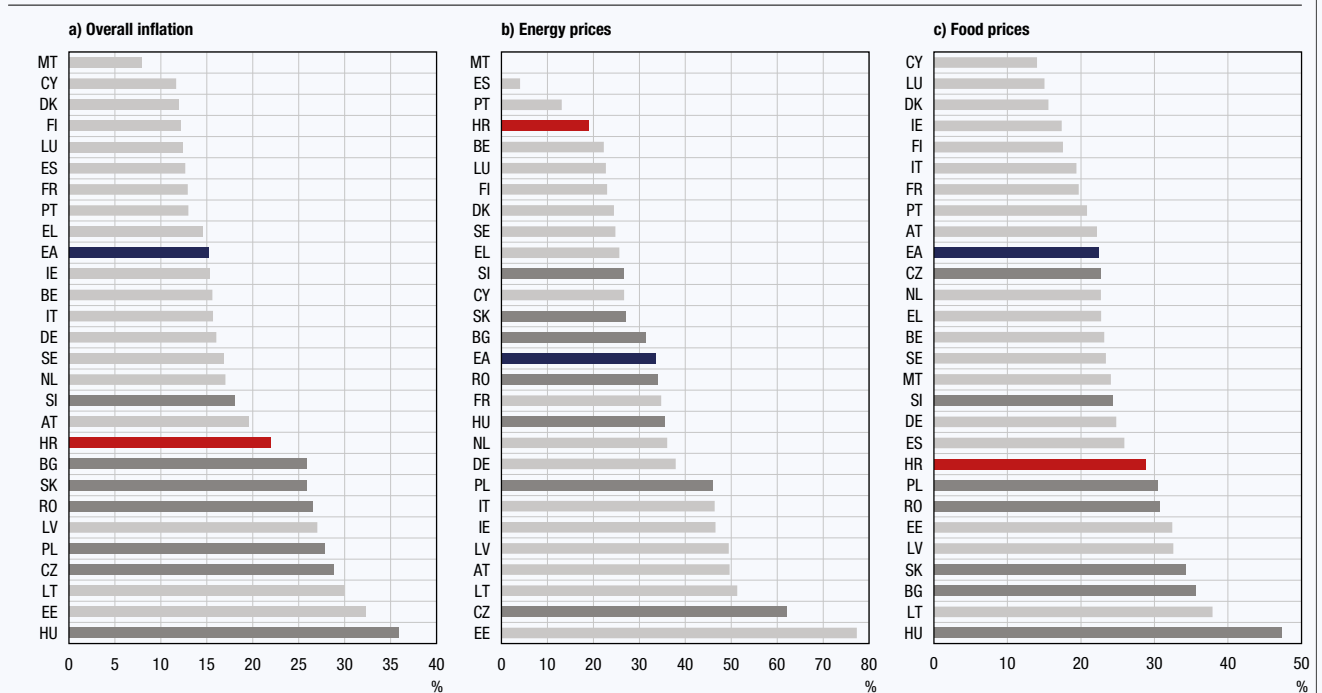 a) Overall inflation
MT
CY
DK
FI
LU
ES
FR
PT
EL
EA
IE
BE
IT
DE
SE
NL
SI
AT
HR
BG
SK
RO
LV
PL
CZ
LT
EE
HU
0 5 10 15 20 25 30 35 40
%
b) Energy prices
MT
ES
PT
HR
BE
LU
FI
DK
SE
EL
SI
CY
SK
BG
EA
RO
FR
HU
NL
DE
PL
IT
IE
LV
AT
LT
CZ
EE
0 10 20 30 40 50 60 70 80
%
c) Food prices
CY
LU
DK
IE
FI
IT
FR
PT
AT
EA
CZ
NL
EL
BE
SE
MT
SI
DE
ES
HR
PL
RO
EE
LV
SK
BG
LT
HU
0 10 20 30 40 50
%